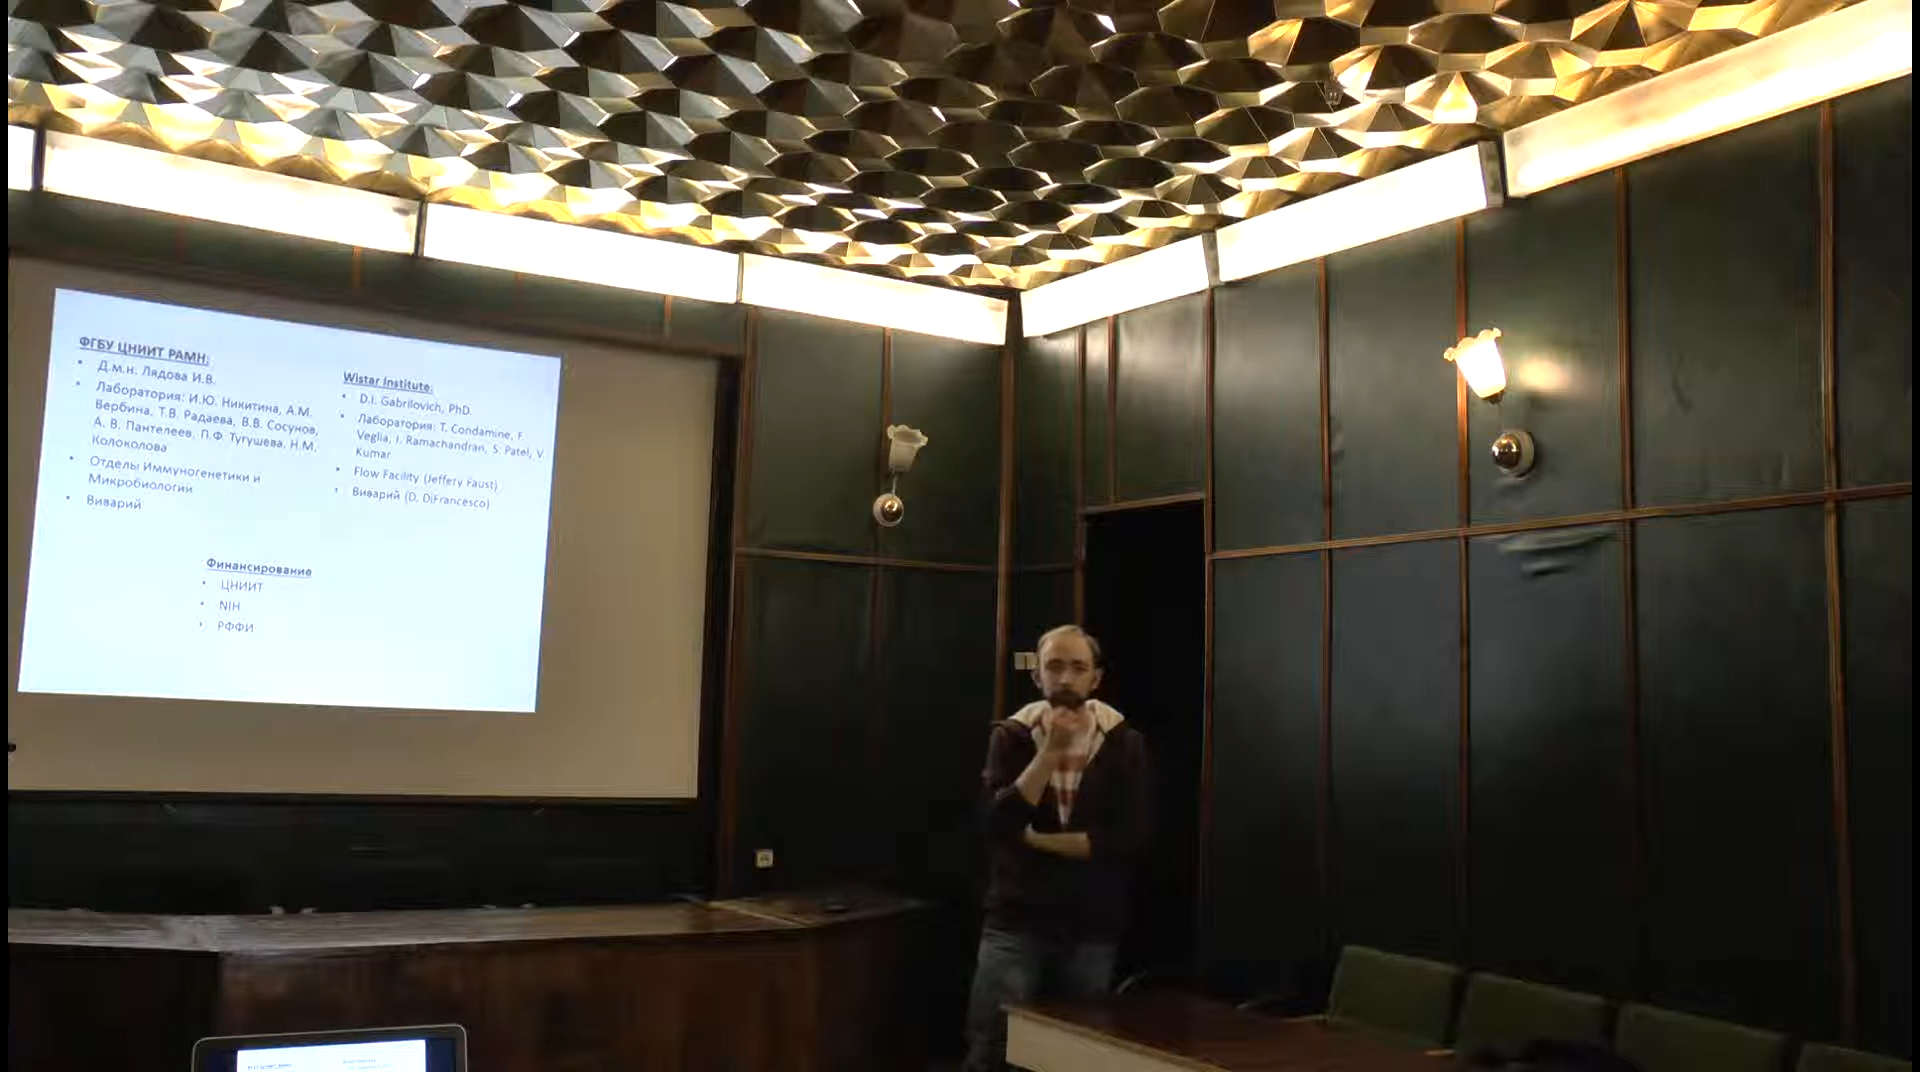 ФГБУ ЦНИИТ РАМН:
• Д.м.н. Лядова И.В.
• Лаборатория: И.Ю. Никитина, А.М.
Вербина, Т.В. Радаева, В.В. Сосунов,
А. В. Пантелеев, П.Ф. Тугушева, Н.М.
Колоколова
• Отделы Иммуногенетики и
Микробиологии
• Виварий
Wistar Institute:
• D.I. Gabrilovich, PhD.
• Лаборатория: T. Condamine, F.
Veglia, I. Ramachandran, S. Patel, V.
Kumar
• Flow Facility (Jeffery Faust)
• Виварий (D. DiFrancesco)
Финансирование
• ЦНИИТ
• NIH
• РФФИ